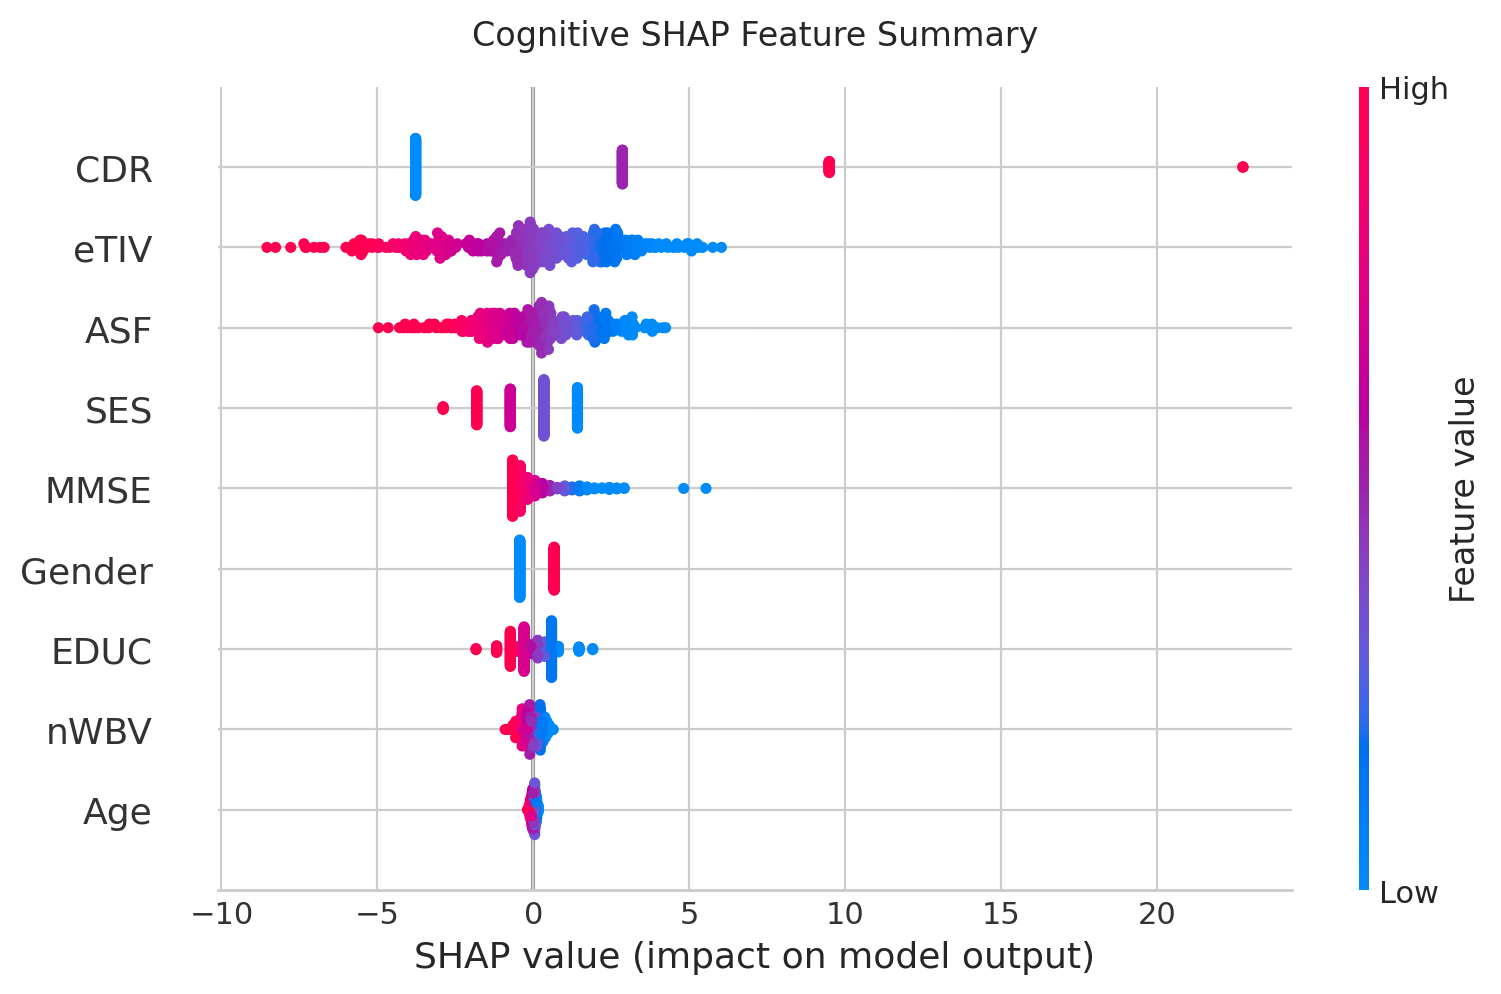 Cognitive SHAP Feature Summary
High
CDR
eTIV
ASF
SES
MMSE
Gender
EDUC
nWBV
Age
Feature value
Low
−10 −5 0 5 10 15 20
SHAP value (impact on model output)